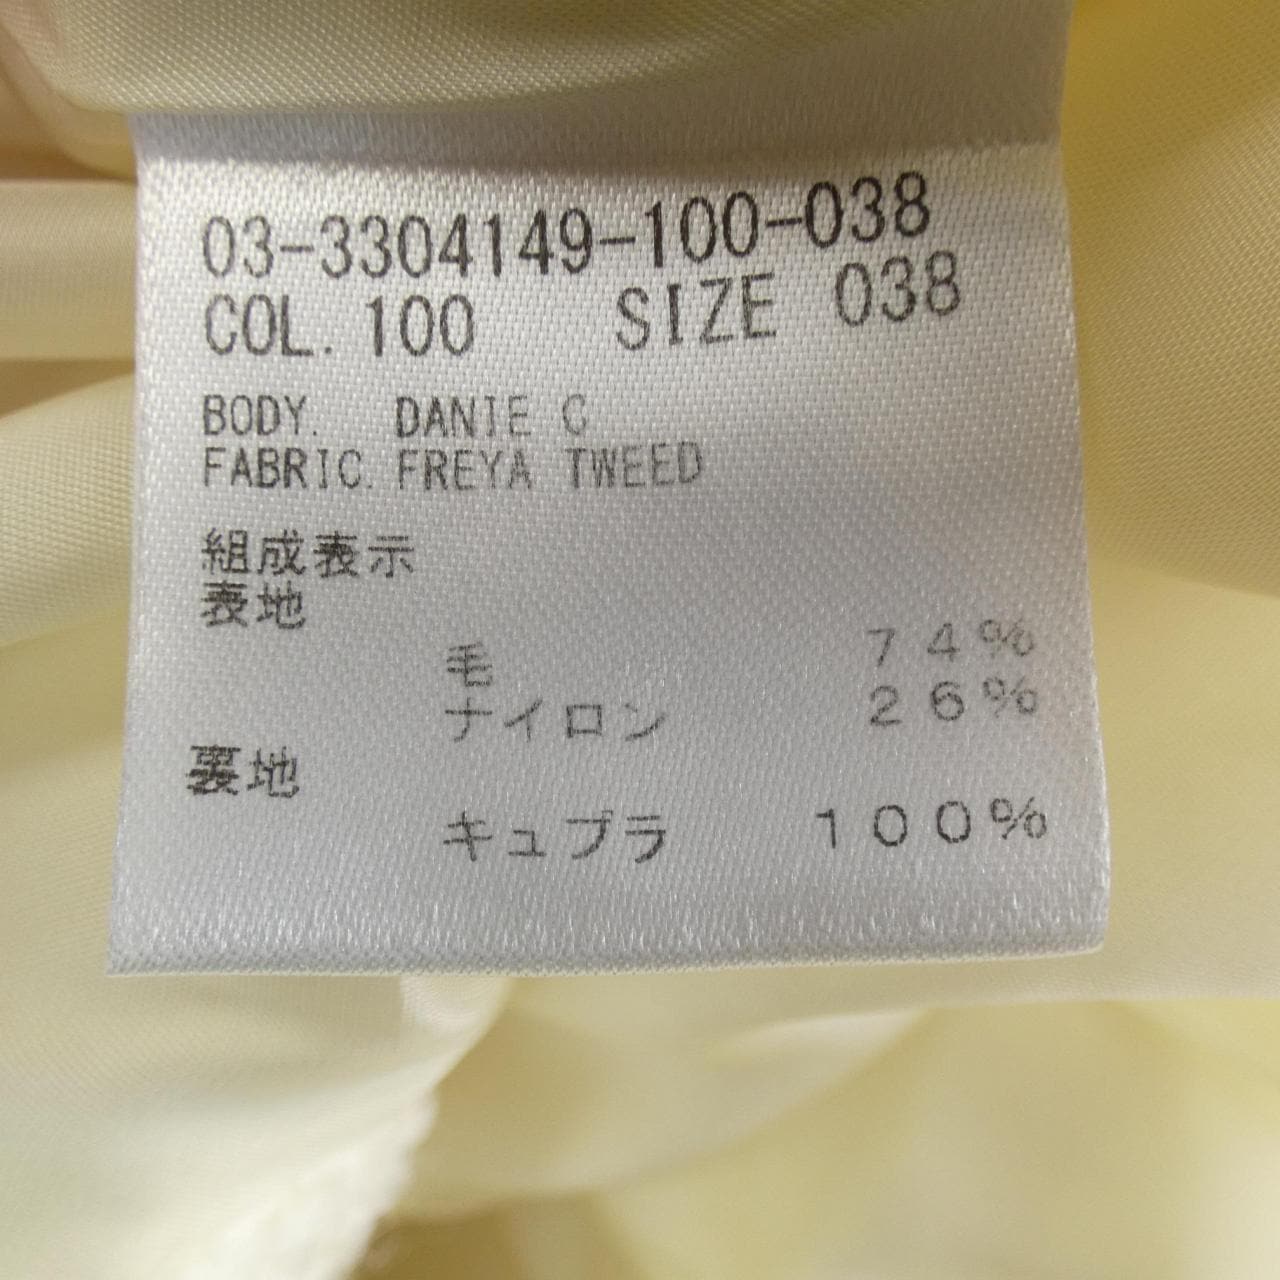 03-3304149-100-038
COL. 100 SIZE 038
BODY. DANIE C
FABRIC. FREYA TWEED
組成表示
表地
毛 74%
ナイロン 26%
裏地
キュプラ 100%